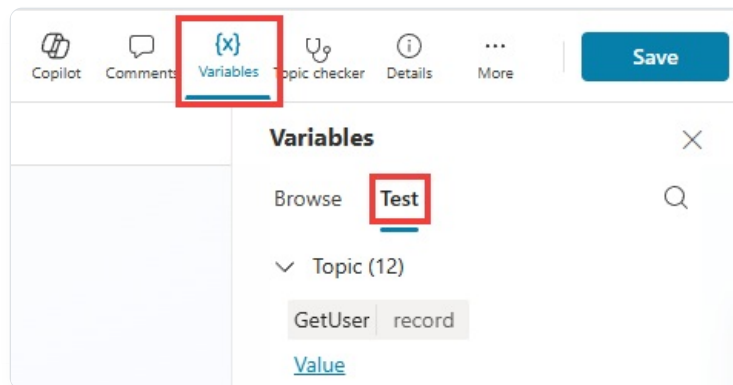 {x}
Copilot Comments Variables Topic checker Details More Save
Variables
Browse Test
Topic (12)
GetUser record
Value